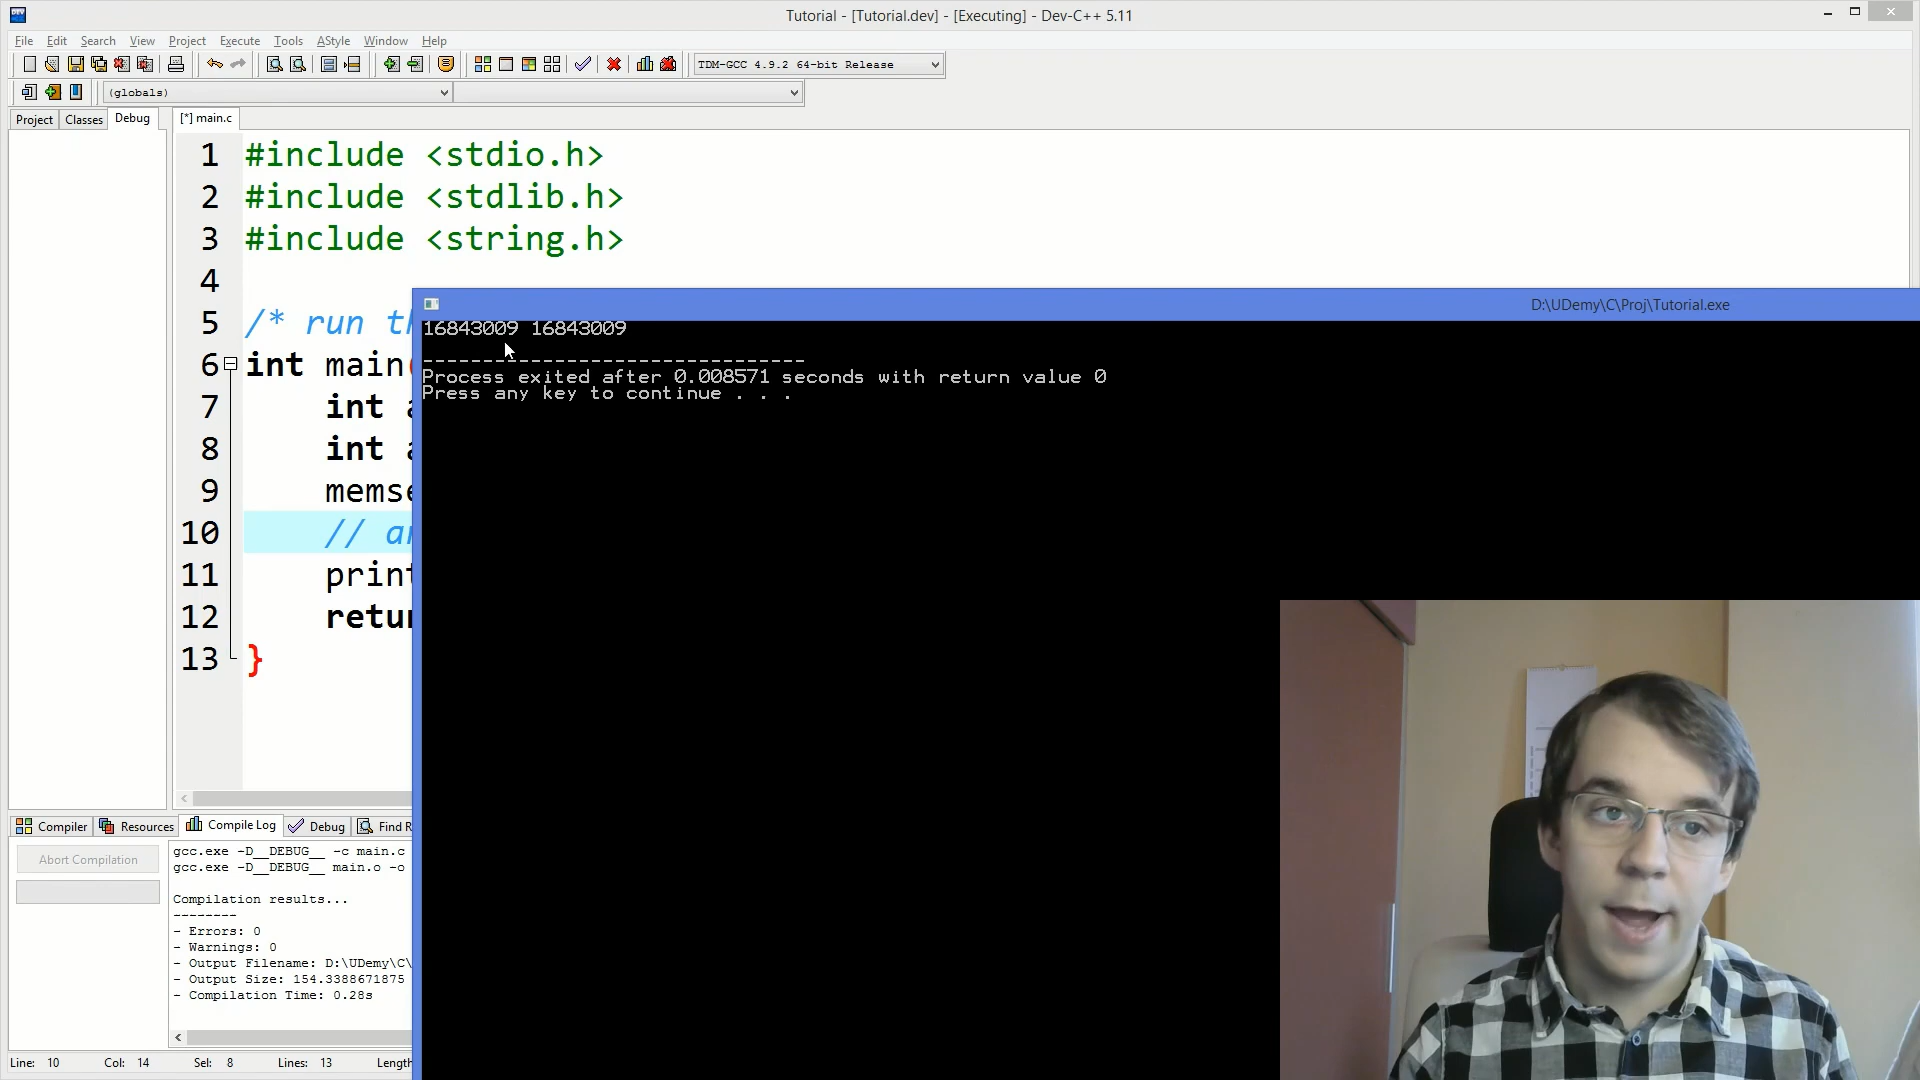 Tutorial - [Tutorial.dev] - [Executing] - Dev-C++ 5.11
File Edit Search View Project Execute Tools AStyle Window Help
TDM-GCC 4.9.2 64-bit Release
(globals)
Project Classes Debug
[*] main.c
1 #include <stdio.h>
2 #include <stdlib.h>
3 #include <string.h>
4
D:\UDemy\C\Proj\Tutorial.exe
5 /* run
16843009 16843009
6 int main
--------------------------------
Process exited after 0.008571 seconds with return value 0
Press any key to continue . . .
7 int
8 int
9 memse
10 //
11 print
12 retur
13 }
Compiler Resources Compile Log Debug Find R
Abort Compilation
gcc.exe -D__DEBUG__ -c main.c
gcc.exe -D__DEBUG__ main.o -o
Compilation results...
--------
- Errors: 0
- Warnings: 0
- Output Filename: D:\UDemy\C\
- Output Size: 154.3388671875
- Compilation Time: 0.28s
Line: 10 Col: 14 Sel: 8 Lines: 13 Length